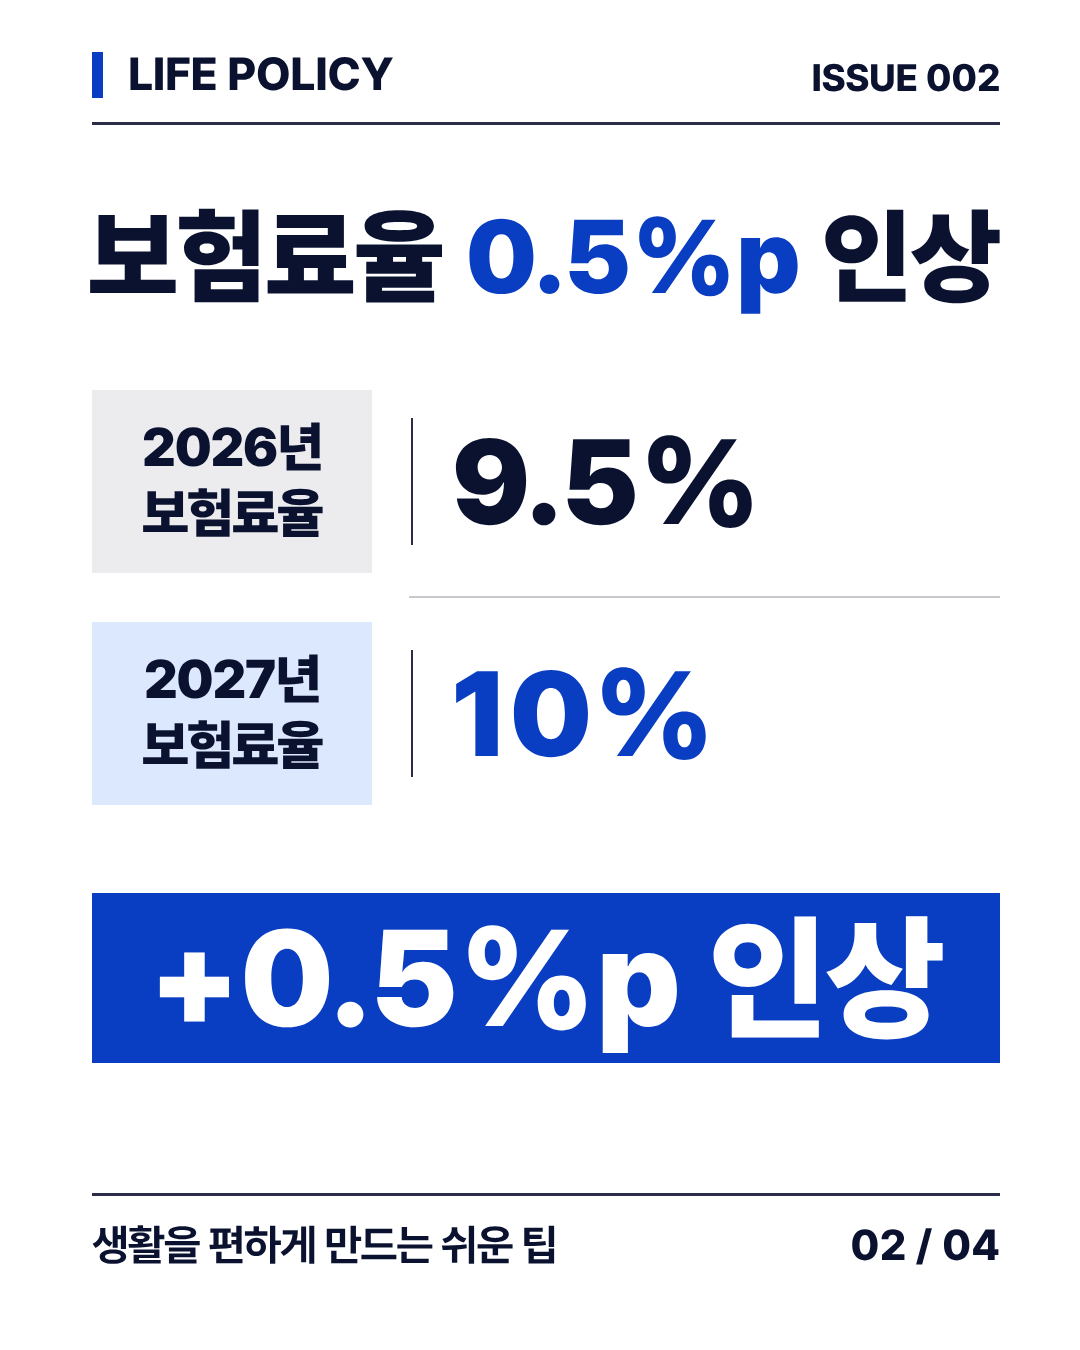 LIFE POLICY
ISSUE 002
보험료율 0.5%p 인상
2026년
보험료율
9.5%
2027년
보험료율
10%
+0.5%p 인상
생활을 편하게 만드는 쉬운 팁
02 / 04